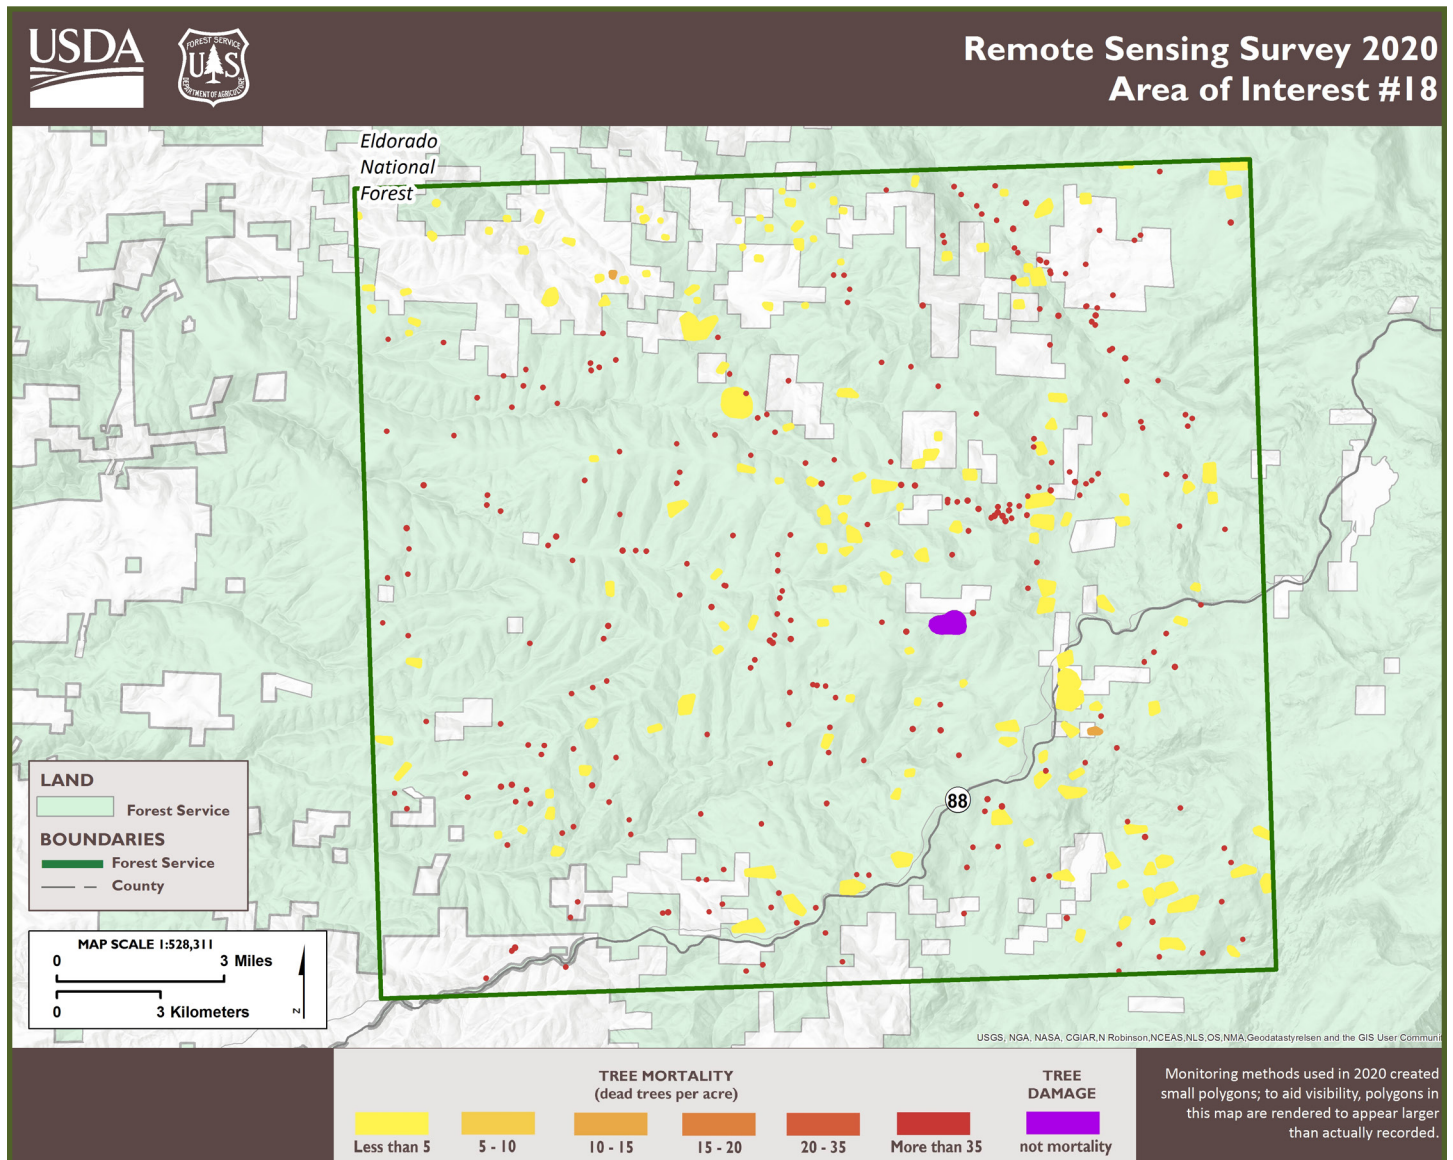 USDA
FOREST SERVICE
U S
DEPARTMENT OF AGRICULTURE
Remote Sensing Survey 2020
Area of Interest #18
Eldorado
National
Forest
88
LAND
Forest Service
BOUNDARIES
Forest Service
County
MAP SCALE 1:528,311
0 3 Miles
0 3 Kilometers
N
USGS, NGA, NASA, CGIAR,N Robinson,NCEAS,NLS,OS,NMA,Geodatastyrelsen and the GIS User Communi
TREE MORTALITY
(dead trees per acre)
Less than 5
5 - 10
10 - 15
15 - 20
20 - 35
More than 35
TREE
DAMAGE
not mortality
Monitoring methods used in 2020 created
small polygons; to aid visibility, polygons in
this map are rendered to appear larger
than actually recorded.